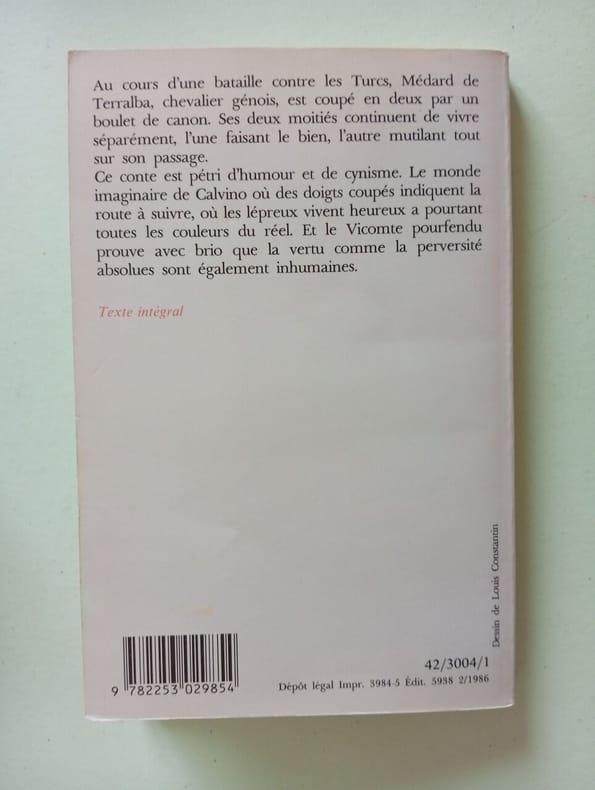 Au cours d'une bataille contre les Turcs, Médard de
Terralba, chevalier génois, est coupé en deux par un
boulet de canon. Ses deux moitiés continuent de vivre
séparément, l'une faisant le bien, l'autre mutilant tout
sur son passage.
Ce conte est pétri d'humour et de cynisme. Le monde
imaginaire de Calvino où des doigts coupés indiquent la
route à suivre, où les lépreux vivent heureux a pourtant
toutes les couleurs du réel. Et le Vicomte pourfendu
prouve avec brio que la vertu comme la perversité
absolues sont également inhumaines.
Texte intégral
Dessin de Louis Constantin
9 782253 029854
42/3004/1
Dépôt légal Impr. 3984-5 Édit. 5938 2/1986